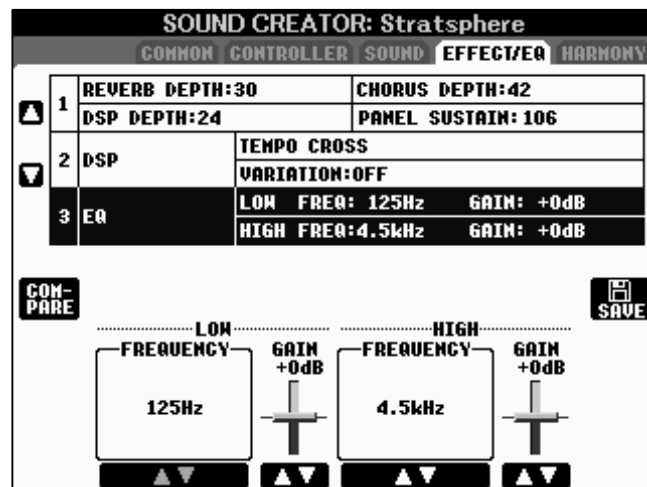 SOUND CREATOR: Stratsphere
COMMON CONTROLLER SOUND EFFECT/EQ HARMONY
1 REVERB DEPTH:30 CHORUS DEPTH:42
DSP DEPTH:24 PANEL SUSTAIN:106
2 DSP TEMPO CROSS
VARIATION:OFF
3 EQ LOW FREQ: 125Hz GAIN: +0dB
HIGH FREQ:4.5kHz GAIN: +0dB
COM-
PARE
SAVE
LOW HIGH
FREQUENCY GAIN FREQUENCY GAIN
+0dB +0dB
125Hz 4.5kHz